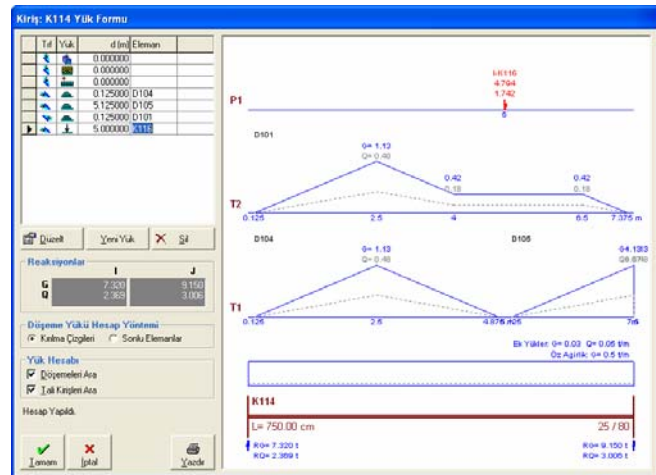 Kiriş: K114 Yük Formu
Trf Yük d (m) Eleman
0.000000
0.000000
0.000000
0.125000 D104
5.125000 D105
0.125000 D101
5.000000 K116
Düzelt Yeni Yük Sil
Reaksiyonlar
I J
G 7.320 9.150
Q 2.369 3.006
Döşeme Yükü Hesap Yöntemi
Kırılma Çizgileri Sonlu Elemanlar
Yük Hesabı
Döşemeleri Ara
Tali Kirişleri Ara
Hesap Yapıldı.
Tamam İptal Yazdır
I-K116
4.794
1.742
P1
5
D101
G= 1.13
Q= 0.48
0.42 0.42
0.18 0.18
T2
0.125 2.5 4 6.5 7.375 m
D104 D105
G= 1.13
Q= 0.48
T1
0.125 2.5
Ek Yükler: G= 0.03 Q= 0.05 t/m
Öz Ağırlık: G= 0.5 t/m
K114
L= 750.00 cm 25 / 80
RG= 7.320 t RG= 9.150 t
RQ= 2.369 t RQ= 3.006 t